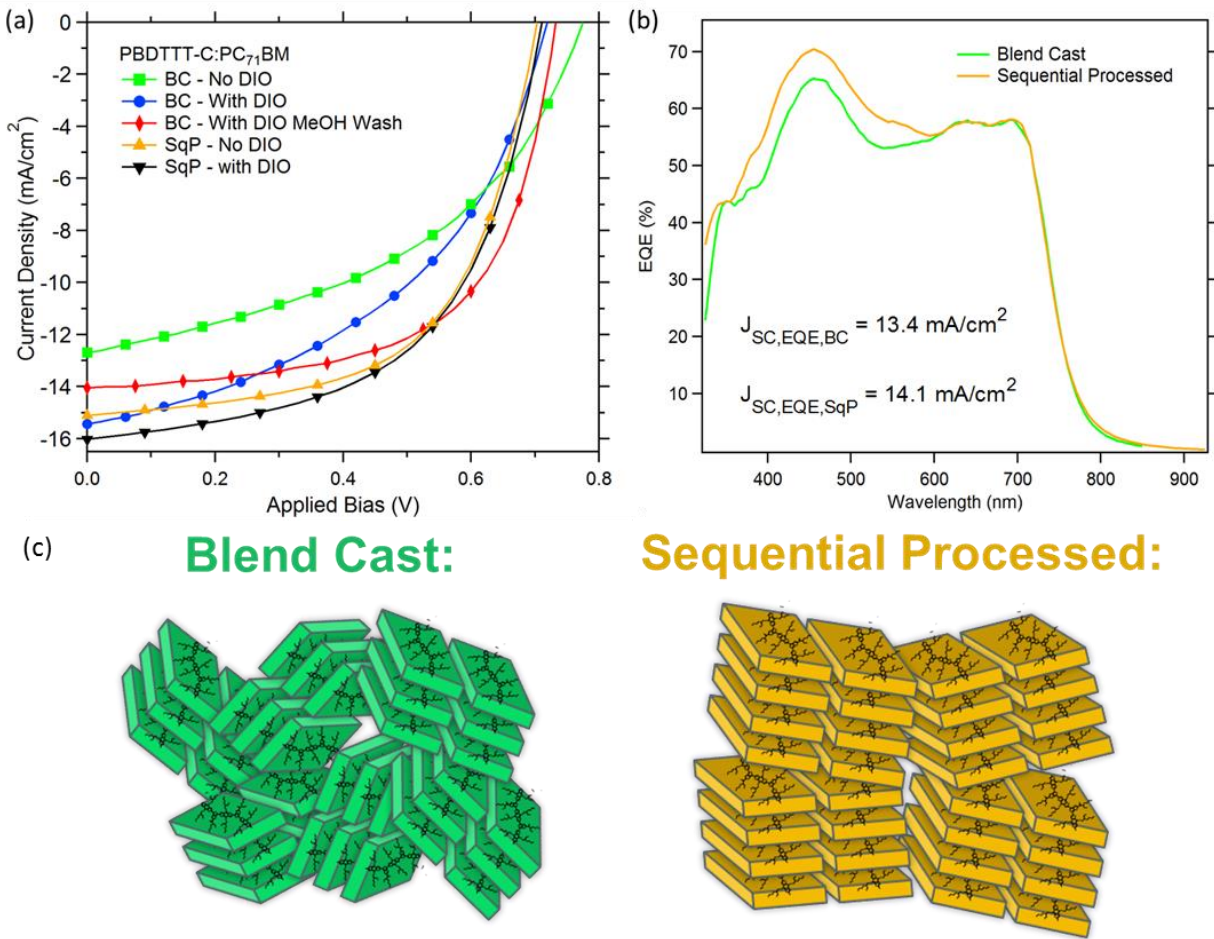 (a)
PBDTTT-C:PC71BM
BC - No DIO
BC - With DIO
BC - With DIO MeOH Wash
SqP - No DIO
SqP - with DIO
Current Density (mA/cm²)
0
-2
-4
-6
-8
-10
-12
-14
-16
0.0
0.2
0.4
0.6
0.8
Applied Bias (V)
(b)
Blend Cast
Sequential Processed
EQE (%)
70
60
50
40
30
20
10
JSC,EQE,BC = 13.4 mA/cm²
JSC,EQE,SqP = 14.1 mA/cm²
400
500
600
700
800
900
Wavelength (nm)
(c)
Blend Cast:
Sequential Processed: